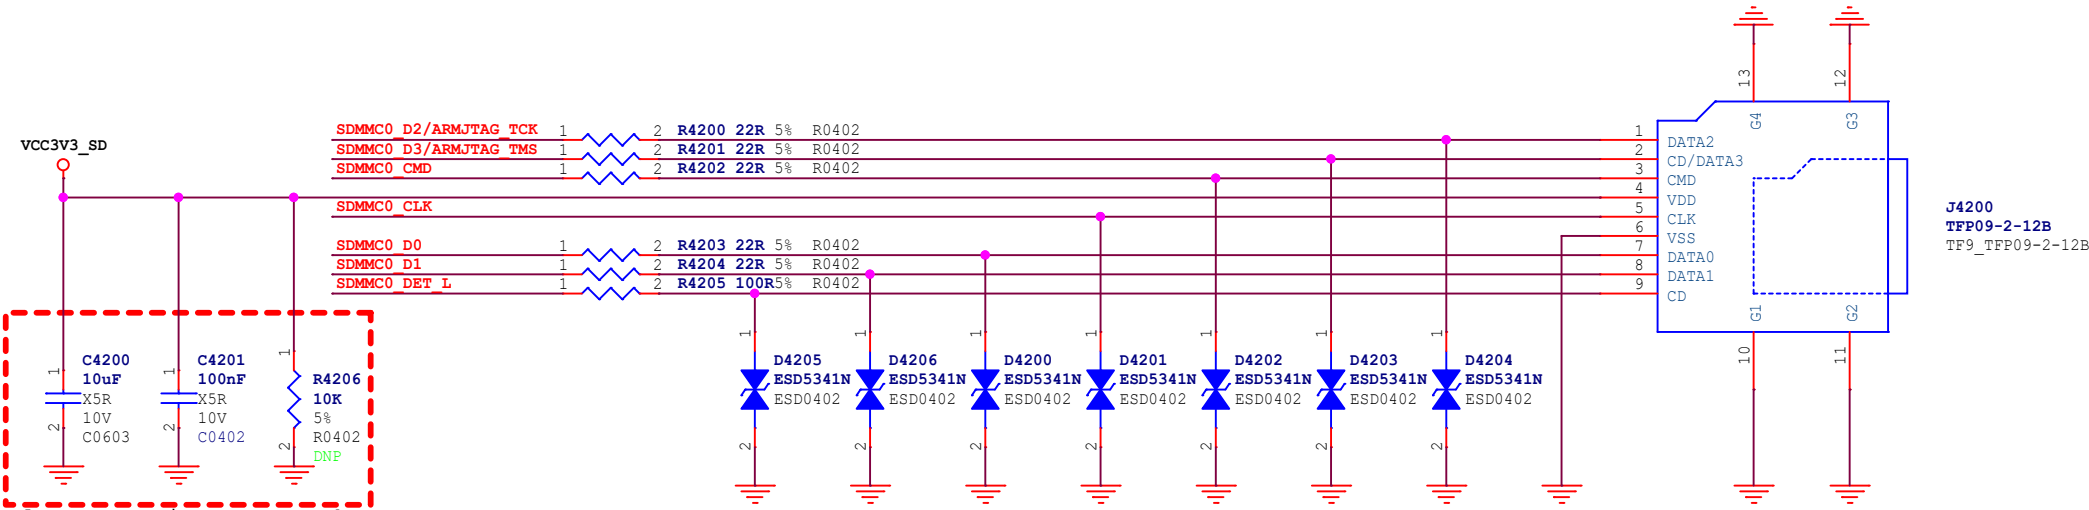 13
12
G4
G3
VCC3V3_SD
SDMMC0_D2/ARMJTAG_TCK 1 2 R4200 22R 5% R0402 1 DATA2
SDMMC0_D3/ARMJTAG_TMS 1 2 R4201 22R 5% R0402 2 CD/DATA3
SDMMC0_CMD 1 2 R4202 22R 5% R0402 3 CMD
4 VDD
SDMMC0_CLK 5 CLK
6 VSS
SDMMC0_D0 1 2 R4203 22R 5% R0402 7 DATA0
SDMMC0_D1 1 2 R4204 22R 5% R0402 8 DATA1
SDMMC0_DET_L 1 2 R4205 100R5% R0402 9 CD
J4200
TFP09-2-12B
TF9_TFP09-2-12B
G1
G2
10
11
1
C4200
10uF
X5R
10V
C0603
2
1
C4201
100nF
X5R
10V
C0402
2
1
R4206
10K
5%
R0402
DNP
2
1
D4205
ESD5341N
ESD0402
2
1
D4206
ESD5341N
ESD0402
2
1
D4200
ESD5341N
ESD0402
2
1
D4201
ESD5341N
ESD0402
2
1
D4202
ESD5341N
ESD0402
2
1
D4203
ESD5341N
ESD0402
2
1
D4204
ESD5341N
ESD0402
2